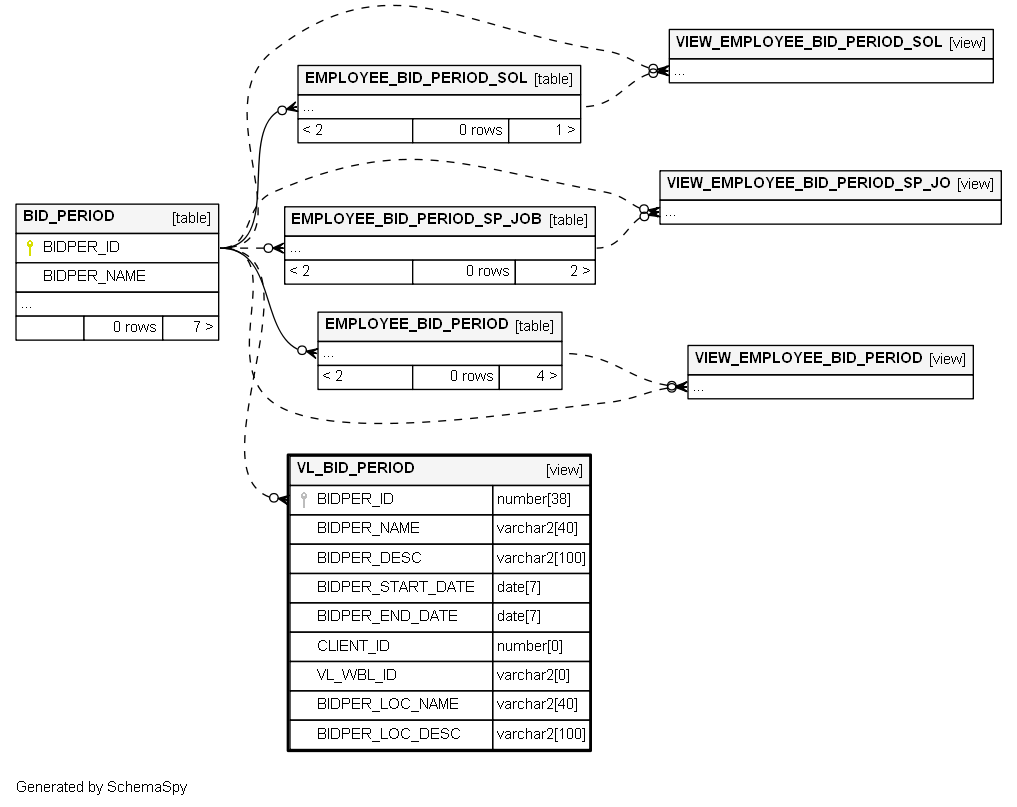 VIEW_EMPLOYEE_BID_PERIOD_SOL [view]
...
EMPLOYEE_BID_PERIOD_SOL [table]
...
< 2 0 rows 1 >
VIEW_EMPLOYEE_BID_PERIOD_SP_JO [view]
...
BID_PERIOD [table]
BIDPER_ID
BIDPER_NAME
...
0 rows 7 >
EMPLOYEE_BID_PERIOD_SP_JOB [table]
...
< 2 0 rows 2 >
EMPLOYEE_BID_PERIOD [table]
...
< 2 0 rows 4 >
VIEW_EMPLOYEE_BID_PERIOD [view]
...
VL_BID_PERIOD [view]
BIDPER_ID number[38]
BIDPER_NAME varchar2[40]
BIDPER_DESC varchar2[100]
BIDPER_START_DATE date[7]
BIDPER_END_DATE date[7]
CLIENT_ID number[0]
VL_WBL_ID varchar2[0]
BIDPER_LOC_NAME varchar2[40]
BIDPER_LOC_DESC varchar2[100]
Generated by SchemaSpy